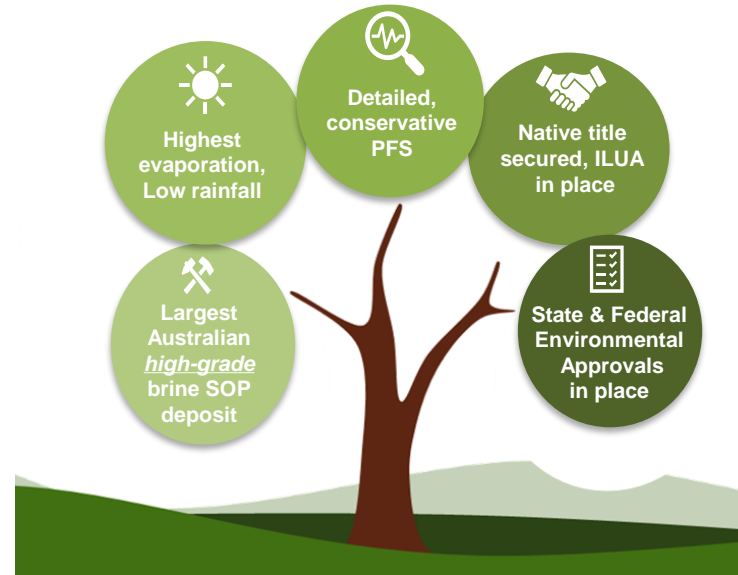 Highest
evaporation,
Low rainfall
Detailed,
conservative
PFS
Native title
secured, ILUA
in place
Largest
Australian
high-grade
brine SOP
deposit
State & Federal
Environmental
Approvals
in place